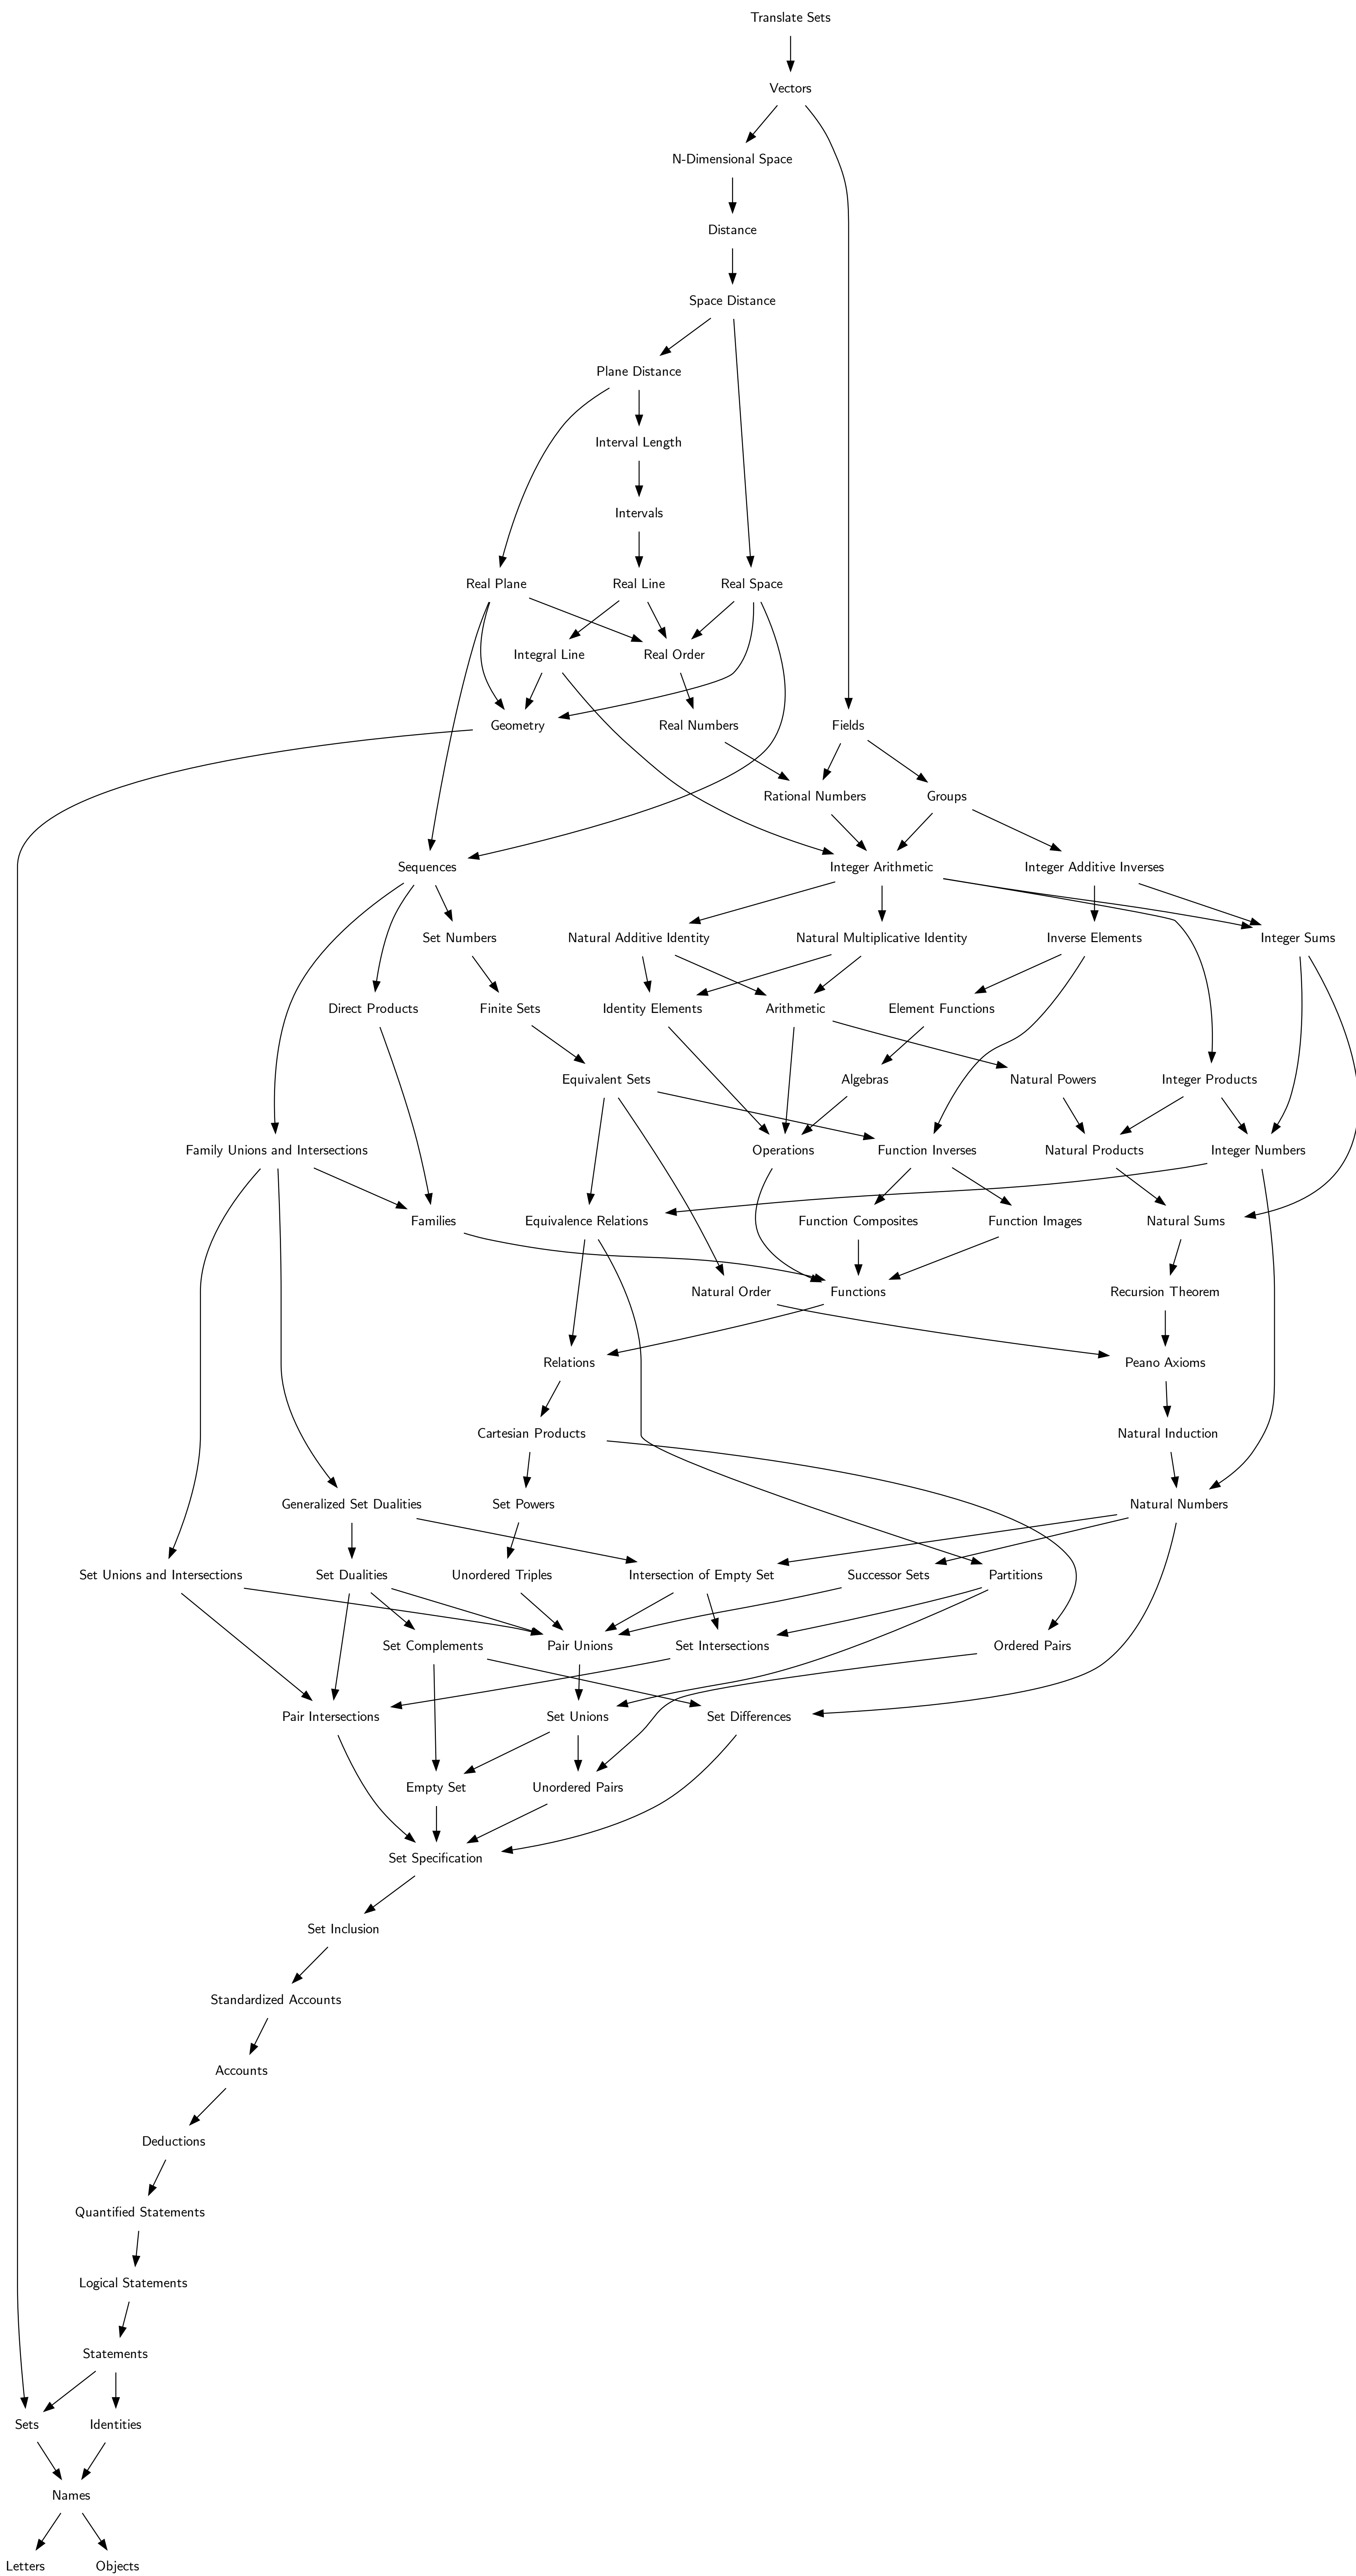 Translate Sets
Vectors
N-Dimensional Space
Distance
Space Distance
Plane Distance
Interval Length
Intervals
Real Plane
Real Line
Real Space
Integral Line
Real Order
Geometry
Real Numbers
Fields
Rational Numbers
Groups
Sequences
Integer Arithmetic
Integer Additive Inverses
Set Numbers
Natural Additive Identity
Natural Multiplicative Identity
Inverse Elements
Integer Sums
Direct Products
Finite Sets
Identity Elements
Arithmetic
Element Functions
Equivalent Sets
Algebras
Natural Powers
Integer Products
Family Unions and Intersections
Operations
Function Inverses
Natural Products
Integer Numbers
Families
Equivalence Relations
Function Composites
Function Images
Natural Sums
Natural Order
Functions
Recursion Theorem
Relations
Peano Axioms
Cartesian Products
Natural Induction
Generalized Set Dualities
Set Powers
Natural Numbers
Set Unions and Intersections
Set Dualities
Unordered Triples
Intersection of Empty Set
Successor Sets
Partitions
Set Complements
Pair Unions
Set Intersections
Ordered Pairs
Pair Intersections
Set Unions
Set Differences
Empty Set
Unordered Pairs
Set Specification
Set Inclusion
Standardized Accounts
Accounts
Deductions
Quantified Statements
Logical Statements
Statements
Sets
Identities
Names
Letters
Objects